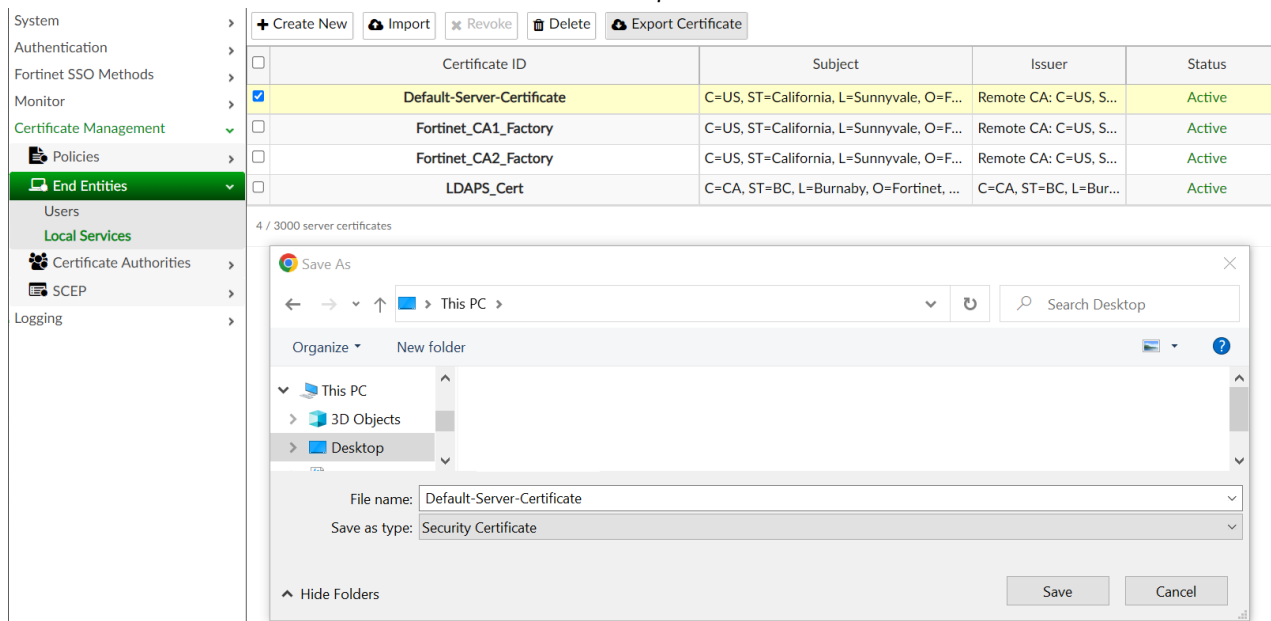 System
Authentication
Fortinet SSO Methods
Monitor
Certificate Management
Policies
End Entities
Users
Local Services
Certificate Authorities
SCEP
Logging
Create New Import Revoke Delete Export Certificate
Certificate ID Subject Issuer Status
Default-Server-Certificate C=US, ST=California, L=Sunnyvale, O=F... Remote CA: C=US, S... Active
Fortinet_CA1_Factory C=US, ST=California, L=Sunnyvale, O=F... Remote CA: C=US, S... Active
Fortinet_CA2_Factory C=US, ST=California, L=Sunnyvale, O=F... Remote CA: C=US, S... Active
LDAPS_Cert C=CA, ST=BC, L=Burnaby, O=Fortinet, ... C=CA, ST=BC, L=Bur... Active
4 / 3000 server certificates
Save As
This PC
Search Desktop
Organize New folder
This PC
3D Objects
Desktop
File name: Default-Server-Certificate
Save as type: Security Certificate
Hide Folders Save Cancel